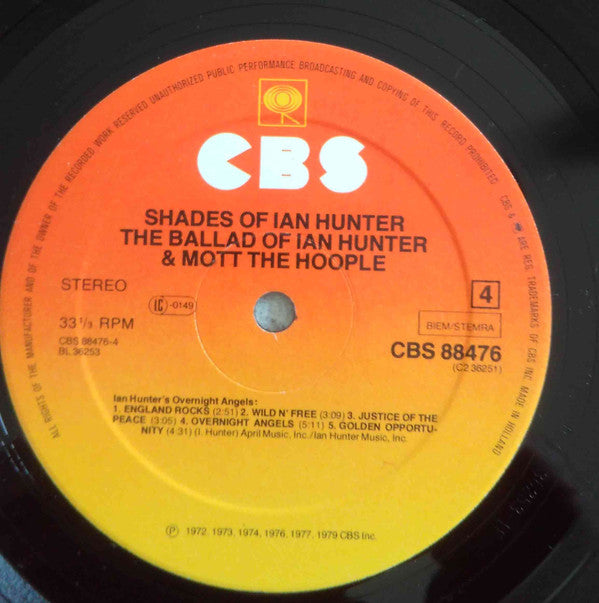 ALL RIGHTS OF THE MANUFACTURER AND OF THE OWNER OF THE RECORDED WORK RESERVED UNAUTHORIZED PUBLIC PERFORMANCE BROADCASTING AND COPYING OF THIS RECORD PROHIBITED
CBS & ARE REG. TRADEMARKS OF CBS INC. MADE IN HOLLAND
CBS
SHADES OF IAN HUNTER
THE BALLAD OF IAN HUNTER
& MOTT THE HOOPLE
STEREO
IC -0149
4
33⅓ RPM
BIEM/STEMRA
CBS 88476-4
BL 36253
CBS 88476
(C2 36251)
Ian Hunter's Overnight Angels:
1. ENGLAND ROCKS (2:51) 2. WILD N' FREE (3:09) 3. JUSTICE OF THE
PEACE (3:05) 4. OVERNIGHT ANGELS (5:11) 5. GOLDEN OPPORTU-
NITY (4:31) (I. Hunter) April Music, Inc./Ian Hunter Music, Inc.
Ⓟ 1972, 1973, 1974, 1976, 1977, 1979 CBS Inc.